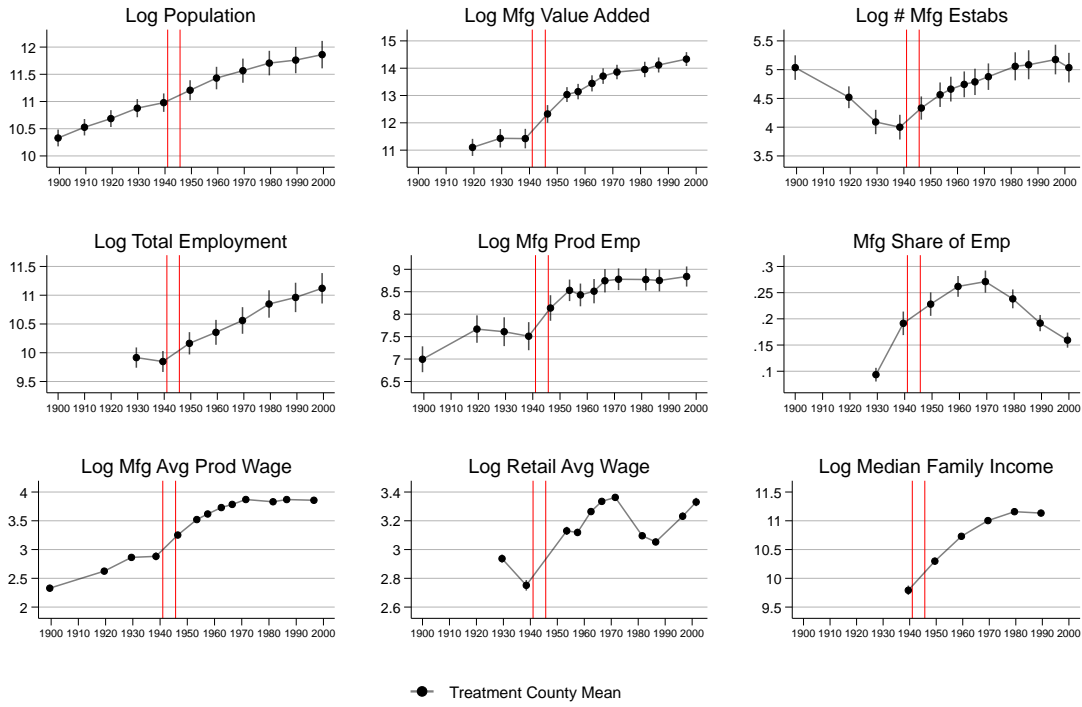 Log Population
12
11.5
11
10.5
10
1900 1910 1920 1930 1940 1950 1960 1970 1980 1990 2000
Log Mfg Value Added
15
14
13
12
11
1900 1910 1920 1930 1940 1950 1960 1970 1980 1990 2000
Log # Mfg Estabs
5.5
5
4.5
4
3.5
1900 1910 1920 1930 1940 1950 1960 1970 1980 1990 2000
Log Total Employment
11.5
11
10.5
10
9.5
1900 1910 1920 1930 1940 1950 1960 1970 1980 1990 2000
Log Mfg Prod Emp
9
8.5
8
7.5
7
6.5
1900 1910 1920 1930 1940 1950 1960 1970 1980 1990 2000
Mfg Share of Emp
.3
.25
.2
.15
.1
1900 1910 1920 1930 1940 1950 1960 1970 1980 1990 2000
Log Mfg Avg Prod Wage
4
3.5
3
2.5
2
1900 1910 1920 1930 1940 1950 1960 1970 1980 1990 2000
Log Retail Avg Wage
3.4
3.2
3
2.8
2.6
1900 1910 1920 1930 1940 1950 1960 1970 1980 1990 2000
Log Median Family Income
11.5
11
10.5
10
9.5
1900 1910 1920 1930 1940 1950 1960 1970 1980 1990 2000
Treatment County Mean